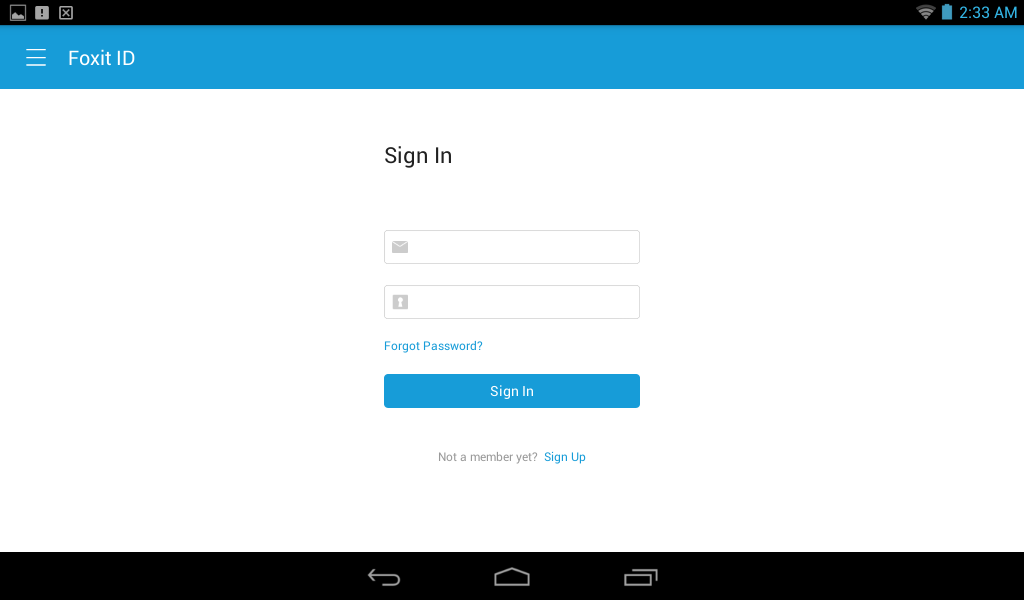 2:33 AM
Foxit ID
Sign In
Forgot Password?
Sign In
Not a member yet? Sign Up